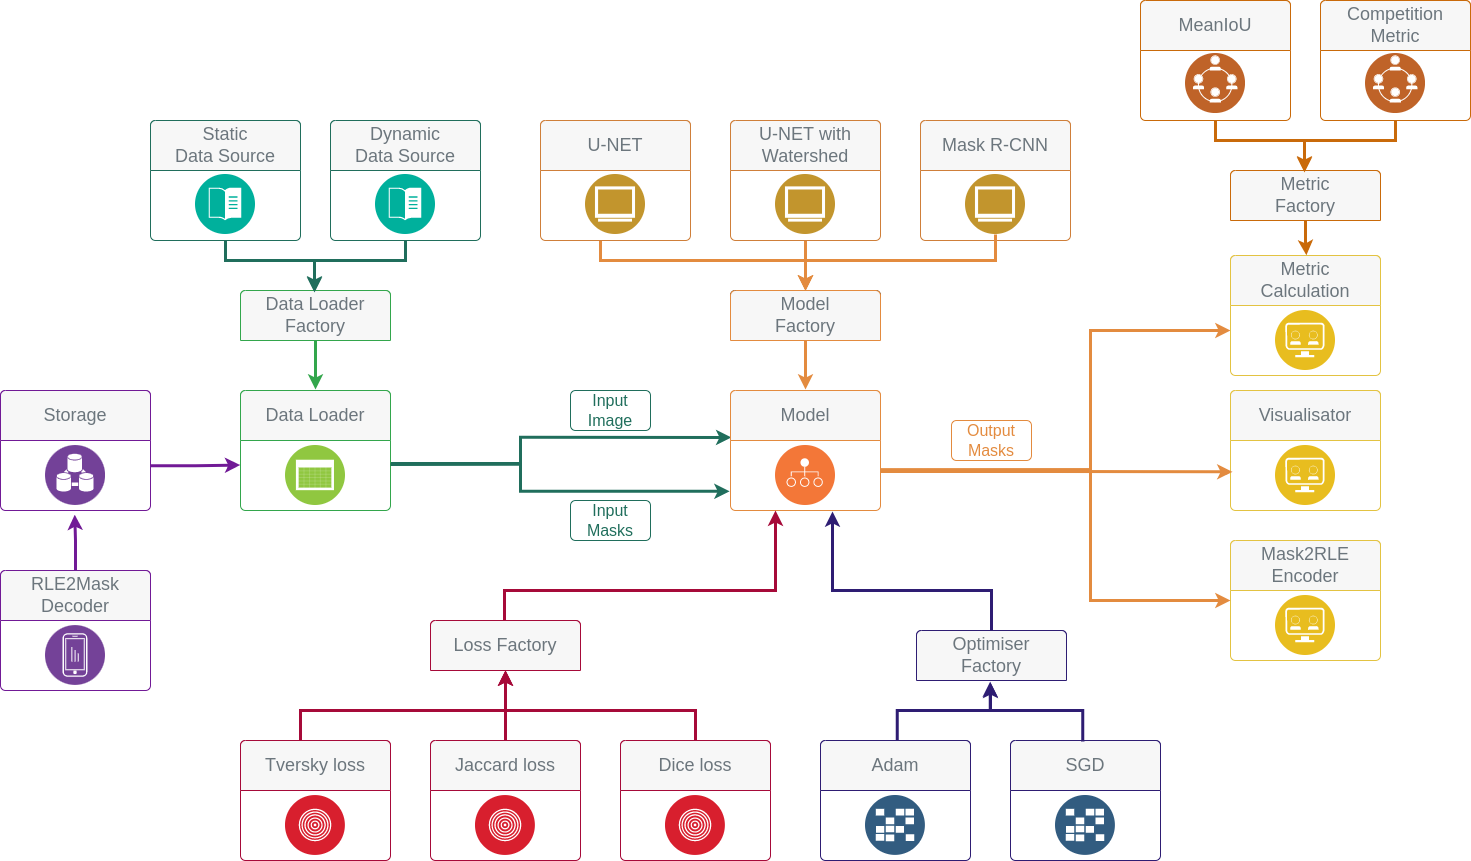 MeanIoU
Competition
Metric
Static
Data Source
Dynamic
Data Source
U-NET
U-NET with
Watershed
Mask R-CNN
Metric
Factory
Data Loader
Factory
Model
Factory
Metric
Calculation
Storage
Data Loader
Input
Image
Model
Output
Masks
Visualisator
Input
Masks
RLE2Mask
Decoder
Mask2RLE
Encoder
Loss Factory
Optimiser
Factory
Tversky loss
Jaccard loss
Dice loss
Adam
SGD